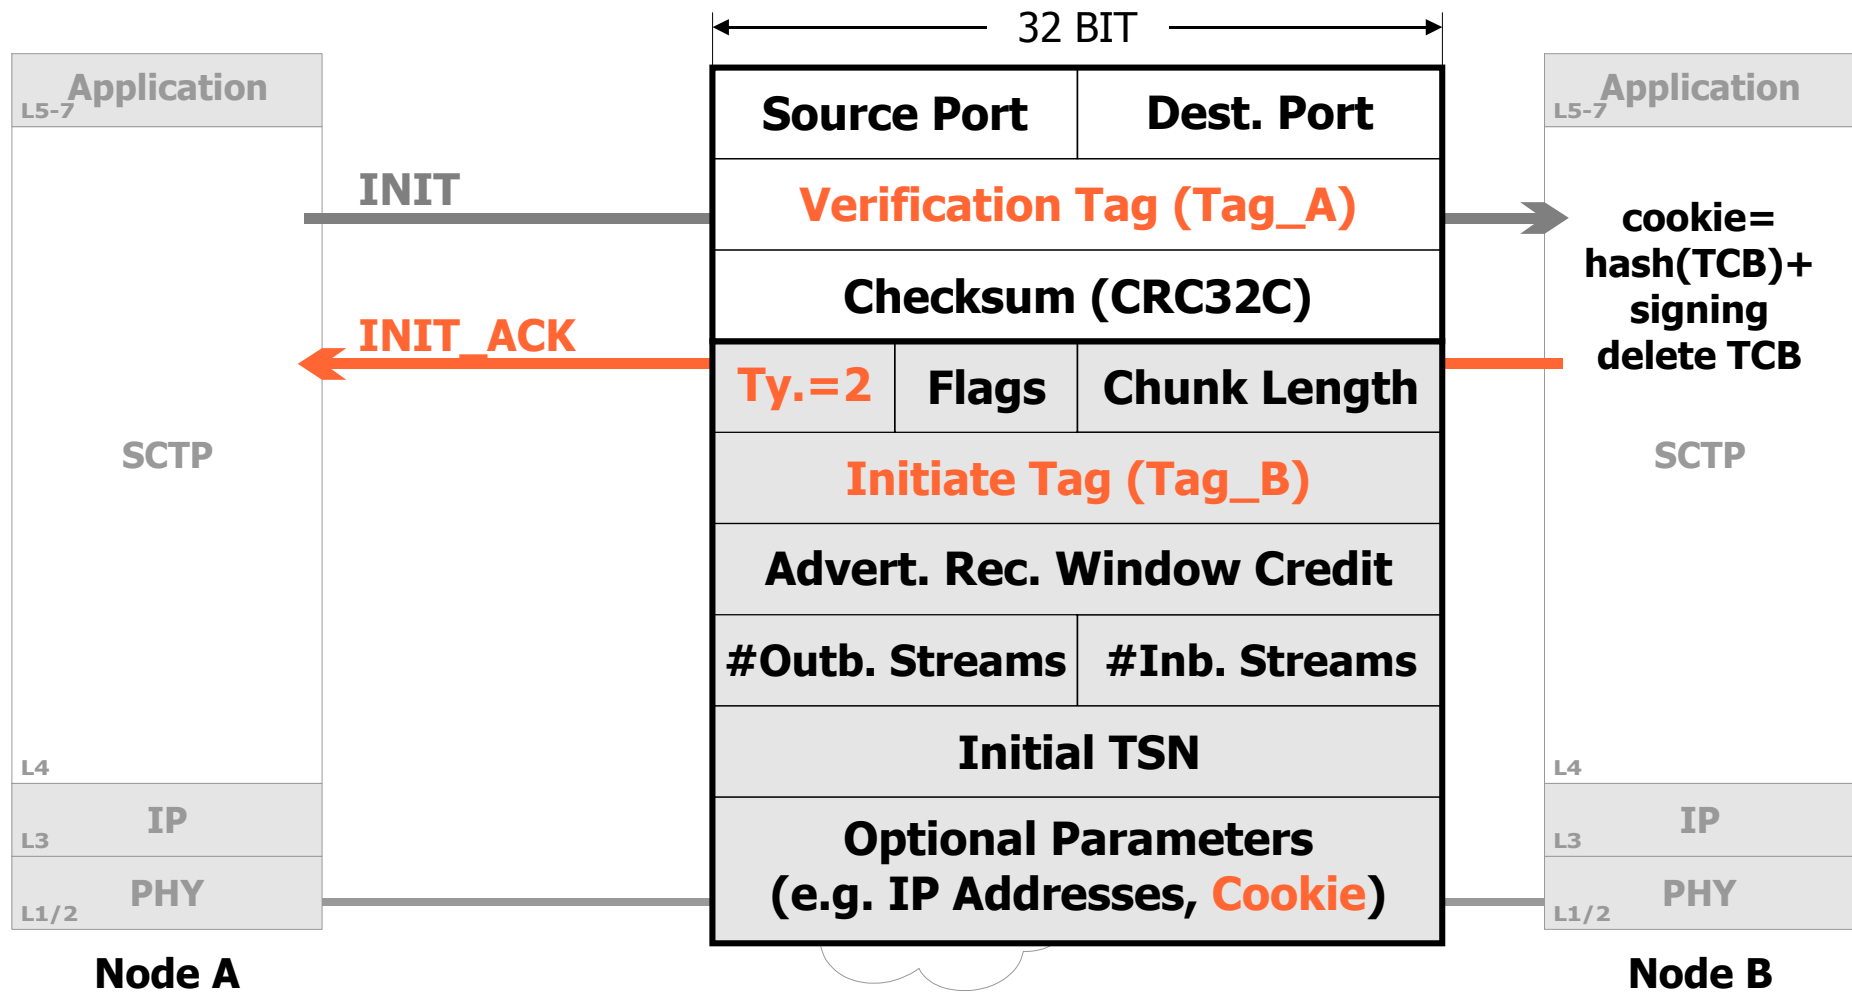 32 BIT
Application
L5-7
SCTP
L4
IP
L3
PHY
L1/2
Node A
INIT
INIT_ACK
Source Port
Dest. Port
Verification Tag (Tag_A)
Checksum (CRC32C)
Ty.=2
Flags
Chunk Length
Initiate Tag (Tag_B)
Advert. Rec. Window Credit
#Outb. Streams
#Inb. Streams
Initial TSN
Optional Parameters
(e.g. IP Addresses, Cookie)
Application
L5-7
cookie=
hash(TCB)+
signing
delete TCB
SCTP
L4
IP
L3
PHY
L1/2
Node B